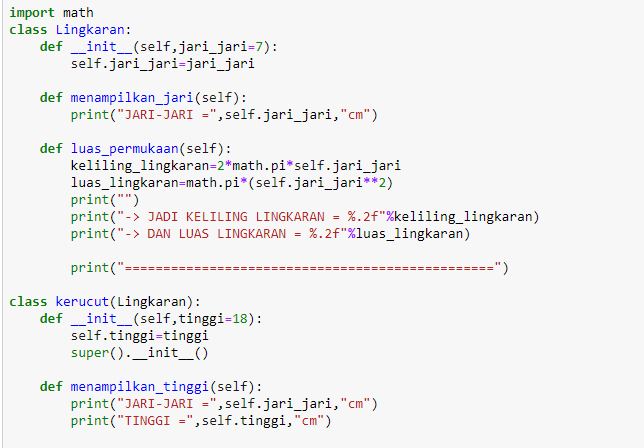 import math
class Lingkaran:
    def __init__(self,jari_jari=7):
        self.jari_jari=jari_jari
    def menampilkan_jari(self):
        print("JARI-JARI =",self.jari_jari,"cm")
    def luas_permukaan(self):
        keliling_lingkaran=2*math.pi*self.jari_jari
        luas_lingkaran=math.pi*(self.jari_jari**2)
        print("")
        print("-> JADI KELILING LINGKARAN = %.2f"%keliling_lingkaran)
        print("-> DAN LUAS LINGKARAN = %.2f"%luas_lingkaran)
        print("================================================")
class kerucut(Lingkaran):
    def __init__(self,tinggi=18):
        self.tinggi=tinggi
        super().__init__()
    def menampilkan_tinggi(self):
        print("JARI-JARI =",self.jari_jari,"cm")
        print("TINGGI =",self.tinggi,"cm")